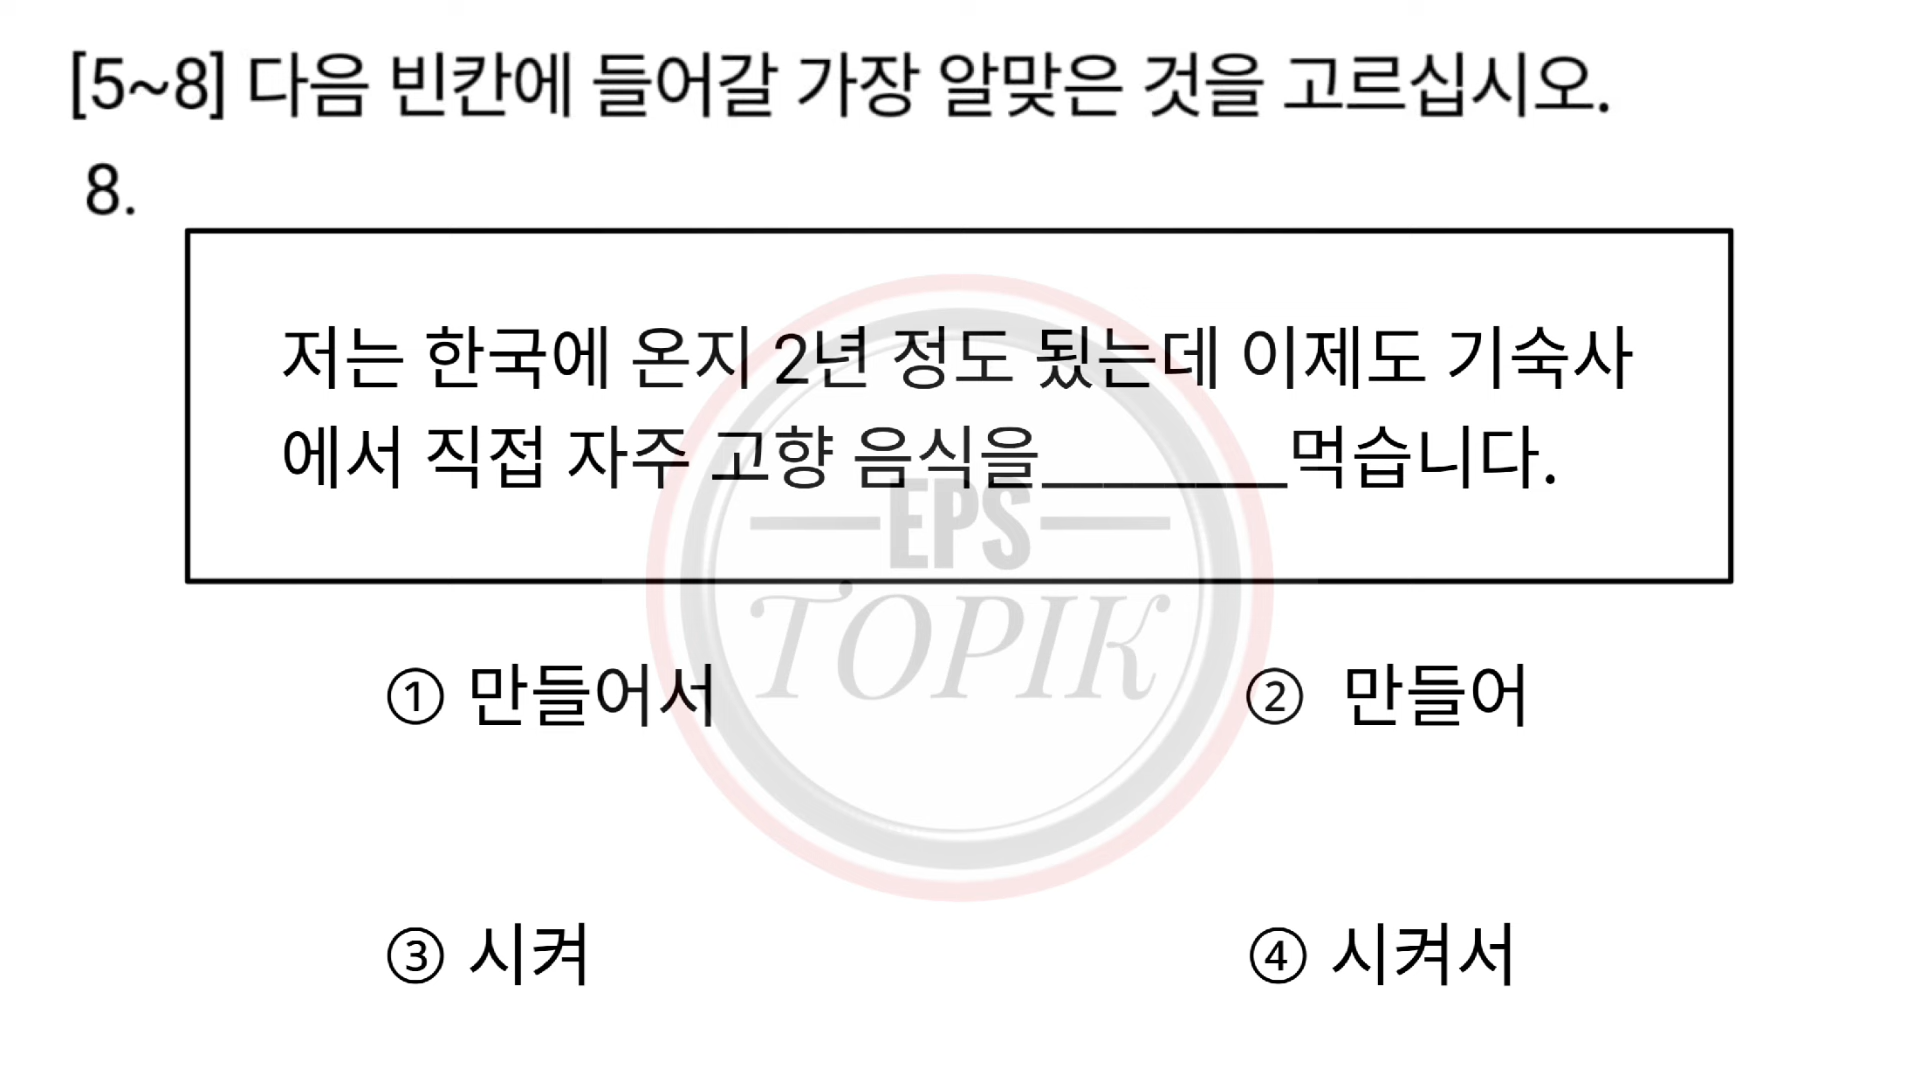 [5~8] 다음 빈칸에 들어갈 가장 알맞은 것을 고르십시오.
8.
저는 한국에 온지 2년 정도 됬는데 이제도 기숙사
에서 직접 자주 고향 음식을________먹습니다.
EPS
TOPIK
① 만들어서
② 만들어
③ 시켜
④ 시켜서